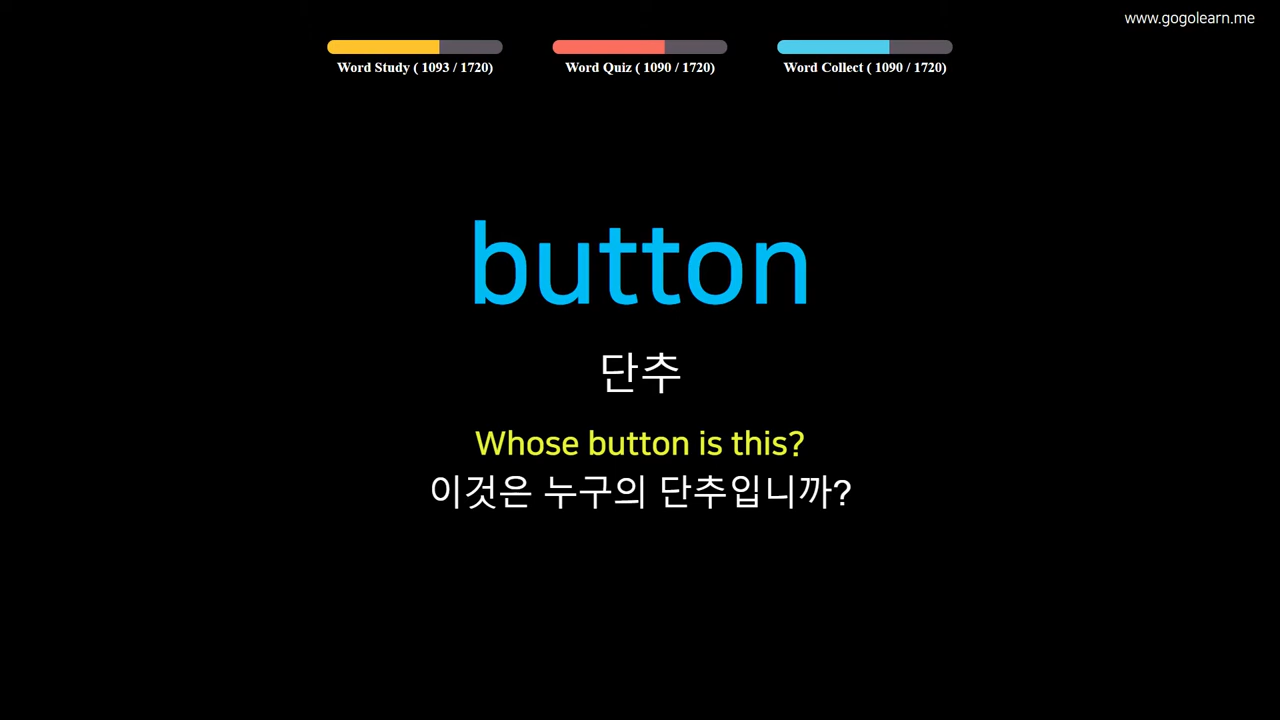 www.gogolearn.me
Word Study ( 1093 / 1720)
Word Quiz ( 1090 / 1720)
Word Collect ( 1090 / 1720)
button
단추
Whose button is this?
이것은 누구의 단추입니까?